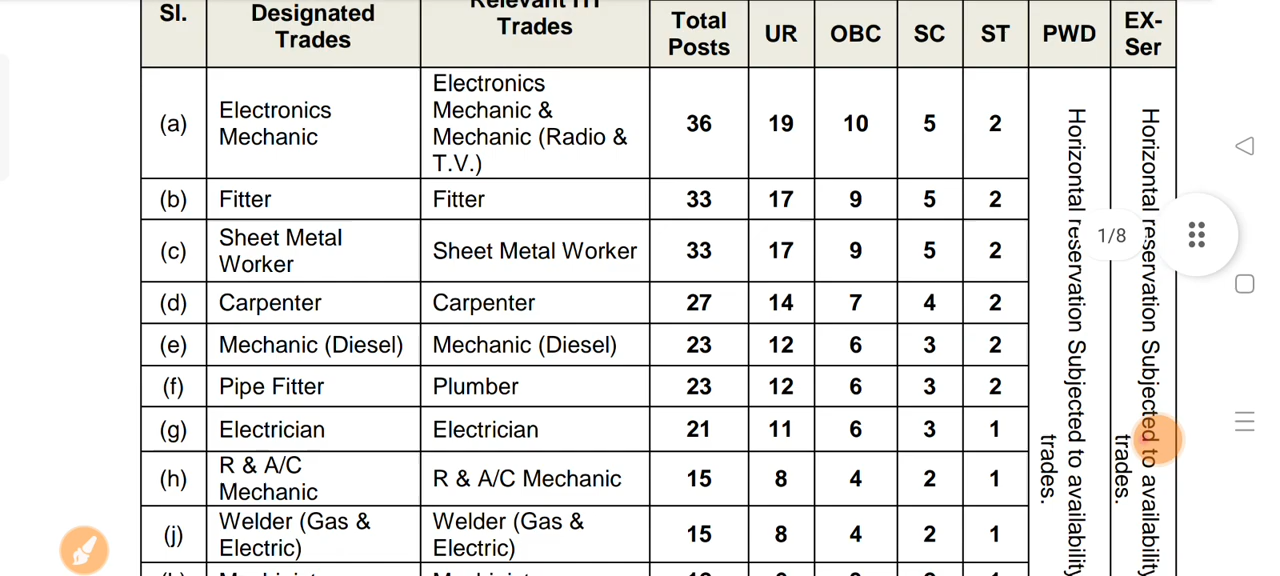 Sl.
Designated
Trades
Relevant ITI
Trades
Total
Posts
UR
OBC
SC
ST
PWD
EX-
Ser
(a)
Electronics
Mechanic
Electronics
Mechanic &
Mechanic (Radio &
T.V.)
36
19
10
5
2
(b)
Fitter
Fitter
33
17
9
5
2
(c)
Sheet Metal
Worker
Sheet Metal Worker
33
17
9
5
2
(d)
Carpenter
Carpenter
27
14
7
4
2
(e)
Mechanic (Diesel)
Mechanic (Diesel)
23
12
6
3
2
(f)
Pipe Fitter
Plumber
23
12
6
3
2
(g)
Electrician
Electrician
21
11
6
3
1
(h)
R & A/C
Mechanic
R & A/C Mechanic
15
8
4
2
1
(j)
Welder (Gas &
Electric)
Welder (Gas &
Electric)
15
8
4
2
1
Horizontal reservation Subjected to availability
trades.
Horizontal reservation Subjected to availability
trades.
1/8